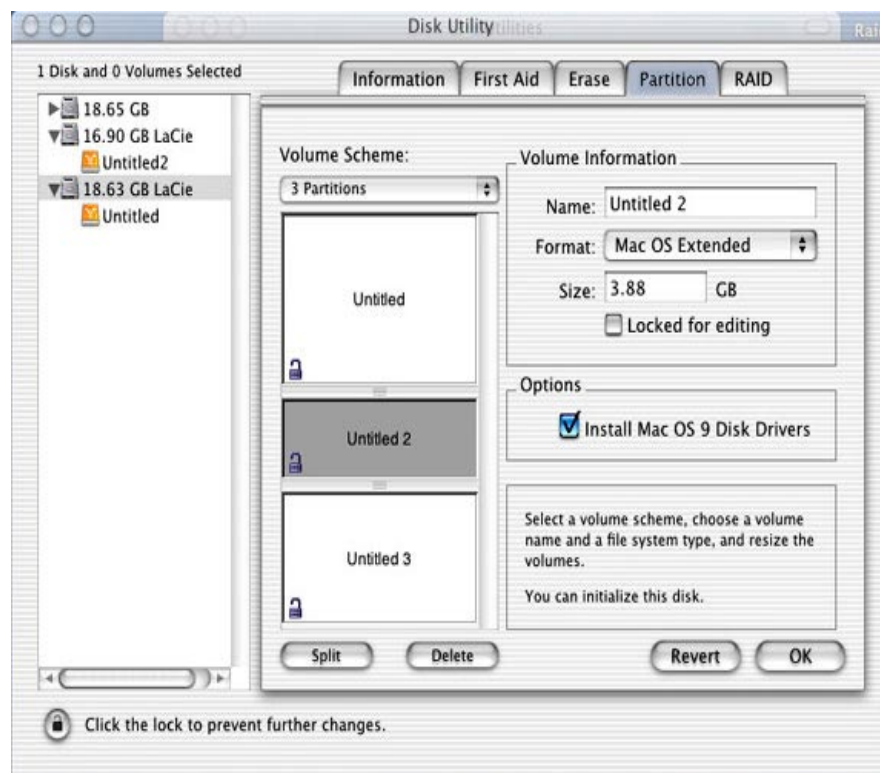 Disk Utility
Rai
1 Disk and 0 Volumes Selected
Information
First Aid
Erase
Partition
RAID
18.65 GB
16.90 GB LaCie
Untitled2
18.63 GB LaCie
Untitled
Volume Scheme:
3 Partitions
Untitled
Untitled 2
Untitled 3
Split
Delete
Volume Information
Name: Untitled 2
Format: Mac OS Extended
Size: 3.88 GB
Locked for editing
Options
Install Mac OS 9 Disk Drivers
Select a volume scheme, choose a volume
name and a file system type, and resize the
volumes.
You can initialize this disk.
Revert
OK
Click the lock to prevent further changes.